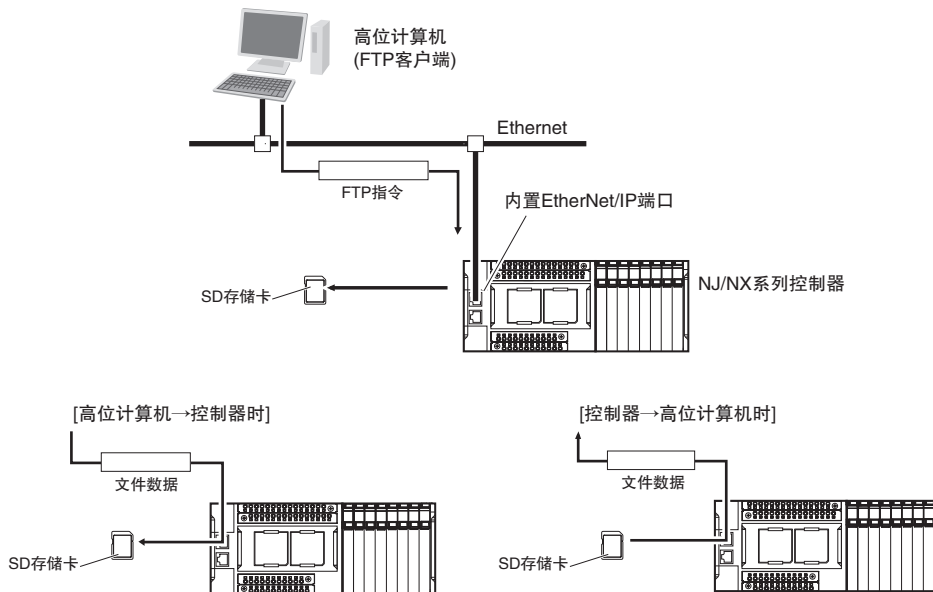 高位计算机
(FTP客户端)
Ethernet
FTP指令
内置EtherNet/IP端口
SD存储卡
NJ/NX系列控制器
[高位计算机→控制器时]
文件数据
SD存储卡
[控制器→高位计算机时]
文件数据
SD存储卡